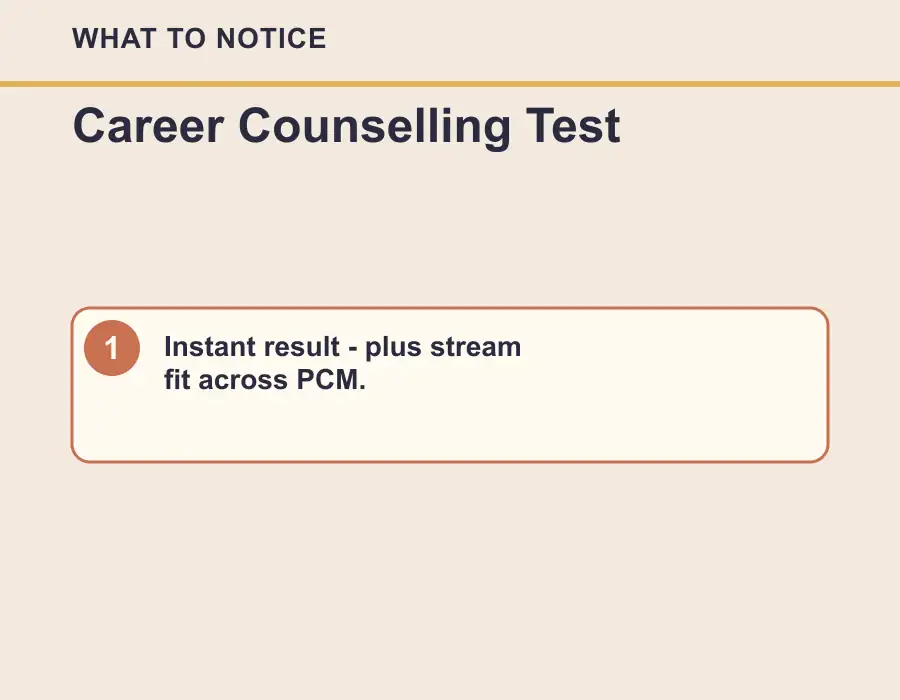 WHAT TO NOTICE
Career Counselling Test
1
Instant result - plus stream
fit across PCM.